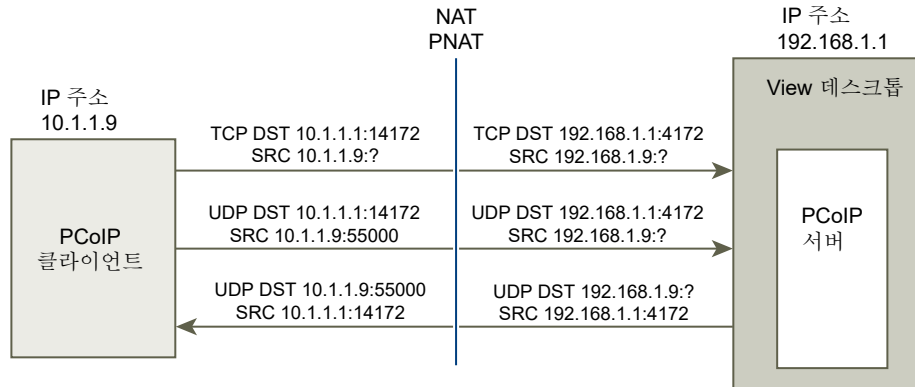 NAT
PNAT
IP 주소
192.168.1.1
View 데스크톱
IP 주소
10.1.1.9
TCP DST 10.1.1.1:14172
SRC 10.1.1.9:?
TCP DST 192.168.1.1:4172
SRC 192.168.1.9:?
UDP DST 10.1.1.1:14172
SRC 10.1.1.9:55000
UDP DST 192.168.1.1:4172
SRC 192.168.1.9:?
PCoIP
클라이언트
PCoIP
서버
UDP DST 10.1.1.9:55000
SRC 10.1.1.1:14172
UDP DST 192.168.1.9:?
SRC 192.168.1.1:4172